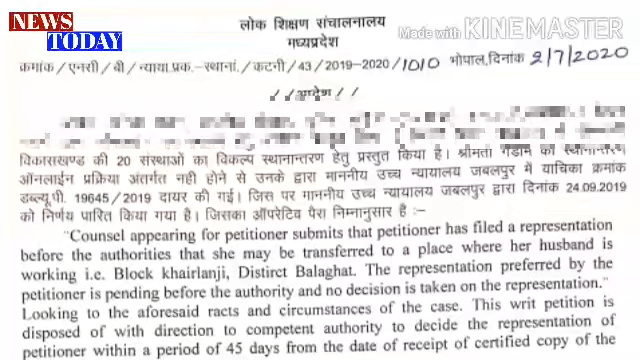 NEWS
TODAY
Made with KINEMASTER
लोक शिक्षण संचालनालय
मध्यप्रदेश
क्रमांक/एनसी/बी/न्याया.प्रक.-स्थानां./कटनी/43/2019-2020/1010 भोपाल,दिनांक 2/7/2020
//आदेश//
विकासखण्ड की 20 संस्थाओं का विकल्प स्थानान्तरण हेतु प्रस्तुत किया है। श्रीमती गेडाम का स्थानान्तरण
ऑनलाईन प्रक्रिया अंतर्गत नही होने से उनके द्वारा माननीय उच्च न्यायालय जबलपुर में याचिका क्रमांक
डब्ल्यू.पी. 19645/2019 दायर की गई। जिस पर माननीय उच्च न्यायालय जबलपुर द्वारा दिनांक 24.09.2019
को निर्णय पारित किया गया है। जिसका ऑपरेटिव पैरा निम्नानुसार है :-
"Counsel appearing for petitioner submits that petitioner has filed a representation
before the authorities that she may be transferred to a place where her husband is
working i.e. Block khairlanji, Distirct Balaghat. The representation preferred by the
petitioner is pending before the authority and no decision is taken on the representation."
Looking to the aforesaid racts and circumstances of the case. This writ petition is
disposed of with direction to competent authority to decide the representation of
petitioner within a period of 45 days from the date of receipt of certified copy of the